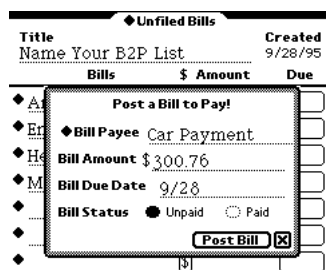 Unfiled Bills
Title Created
Name Your B2P List 9/28/95
Bills $ Amount Due
Post a Bill to Pay!
Bill Payee Car Payment
Bill Amount $300.76
Bill Due Date 9/28
Bill Status Unpaid Paid
Post Bill
$